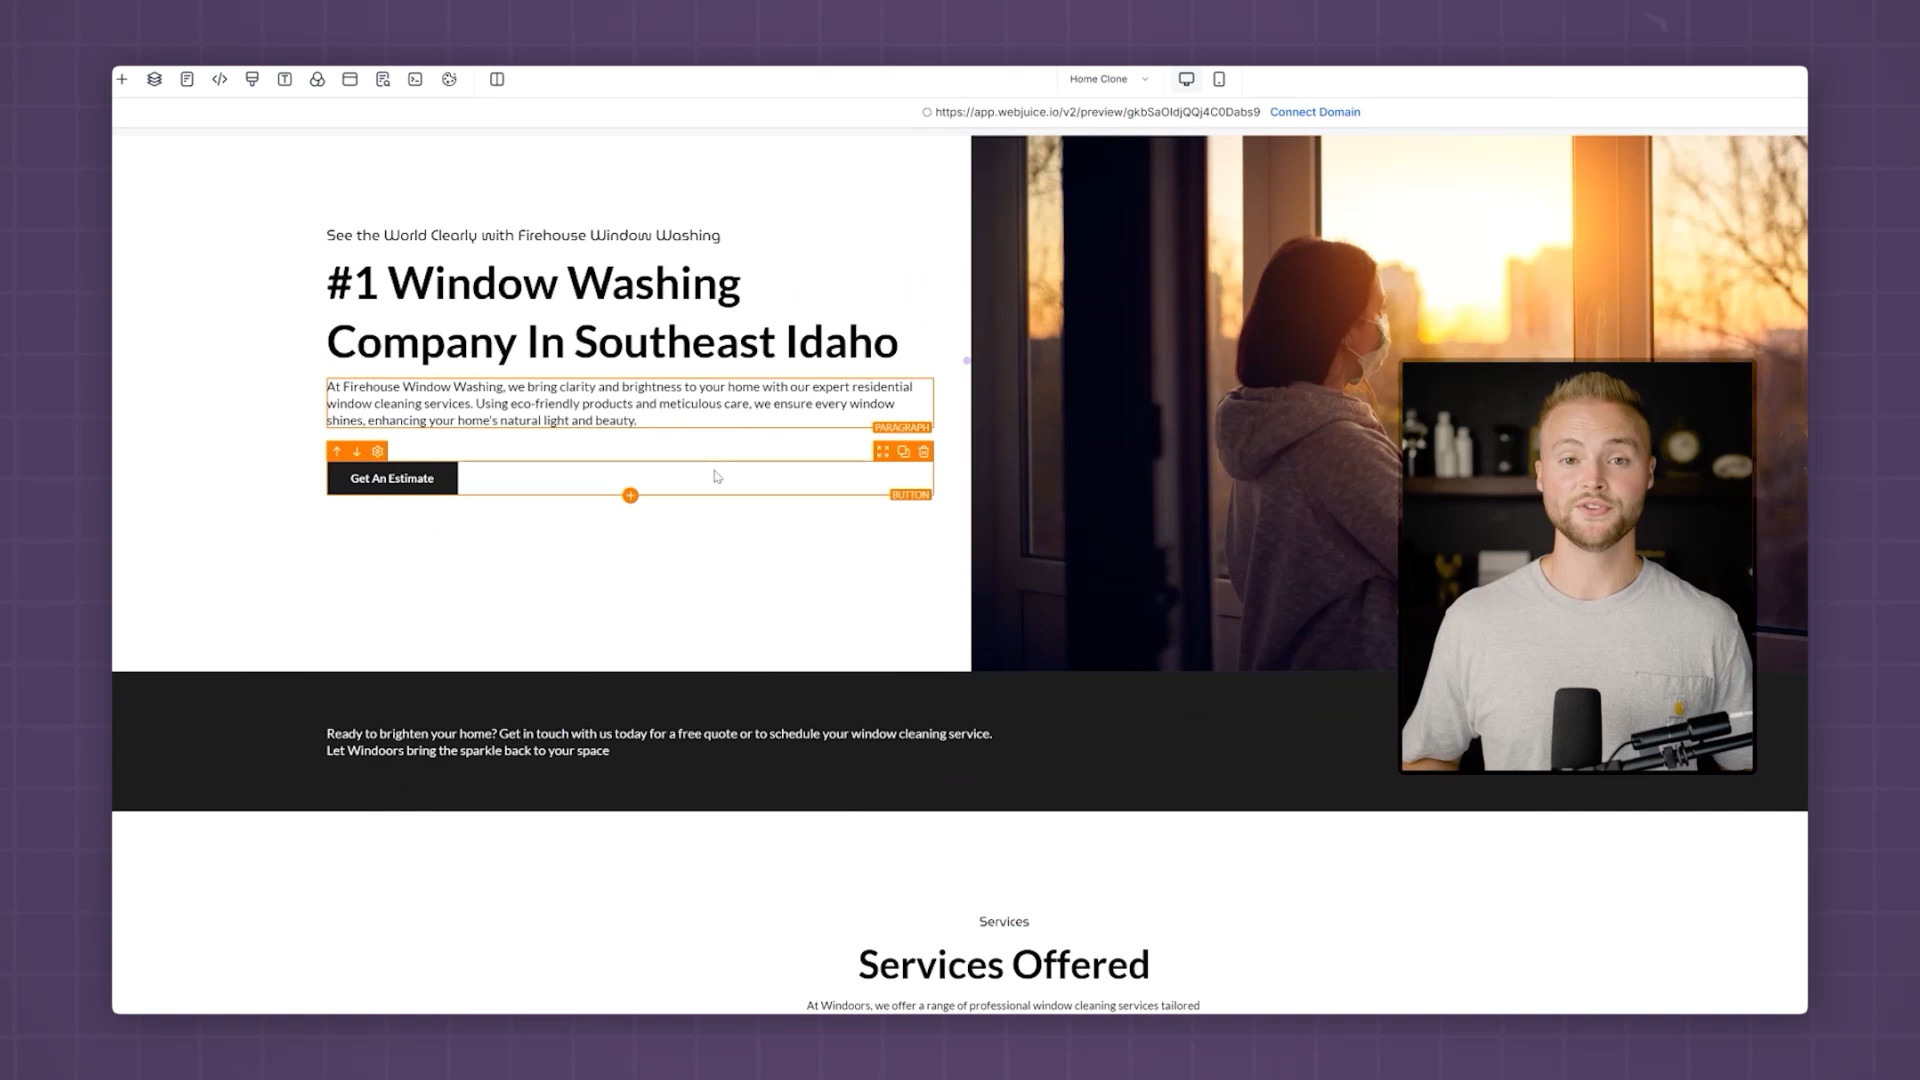 Home Clone
https://app.webjuice.io/v2/preview/gkbSaOldjQQj4C0Dabs9 Connect Domain
See the World Clearly with Firehouse Window Washing
#1 Window Washing
Company In Southeast Idaho
At Firehouse Window Washing, we bring clarity and brightness to your home with our expert residential
window cleaning services. Using eco-friendly products and meticulous care, we ensure every window
shines, enhancing your home's natural light and beauty.
PARAGRAPH
Get An Estimate
BUTTON
Ready to brighten your home? Get in touch with us today for a free quote or to schedule your window cleaning service.
Let Windoors bring the sparkle back to your space
Services
Services Offered
At Windoors, we offer a range of professional window cleaning services tailored